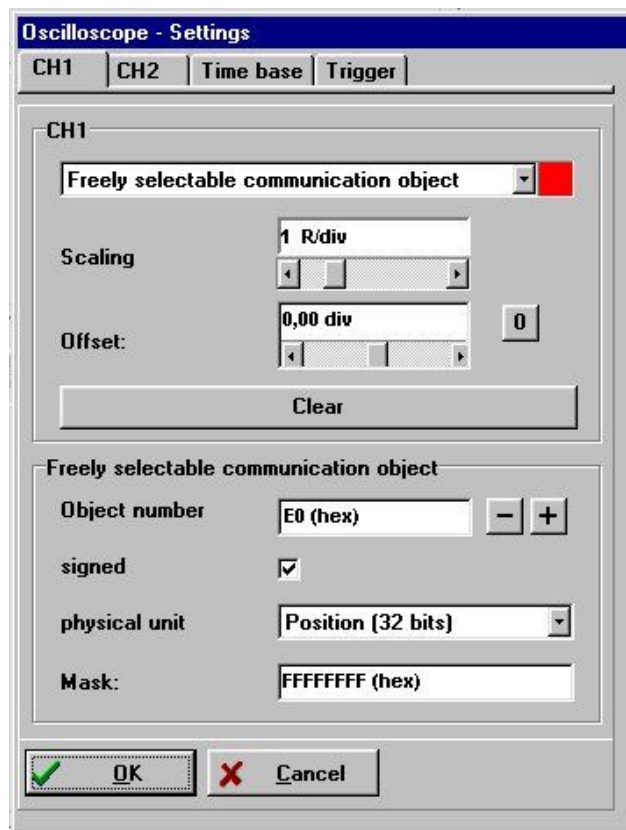 Oscilloscope - Settings
CH1 CH2 Time base Trigger
CH1
Freely selectable communication object
1 R/div
Scaling
0,00 div
0
Offset:
Clear
Freely selectable communication object
Object number E0 (hex) − +
signed
physical unit Position (32 bits)
Mask: FFFFFFFF (hex)
OK Cancel